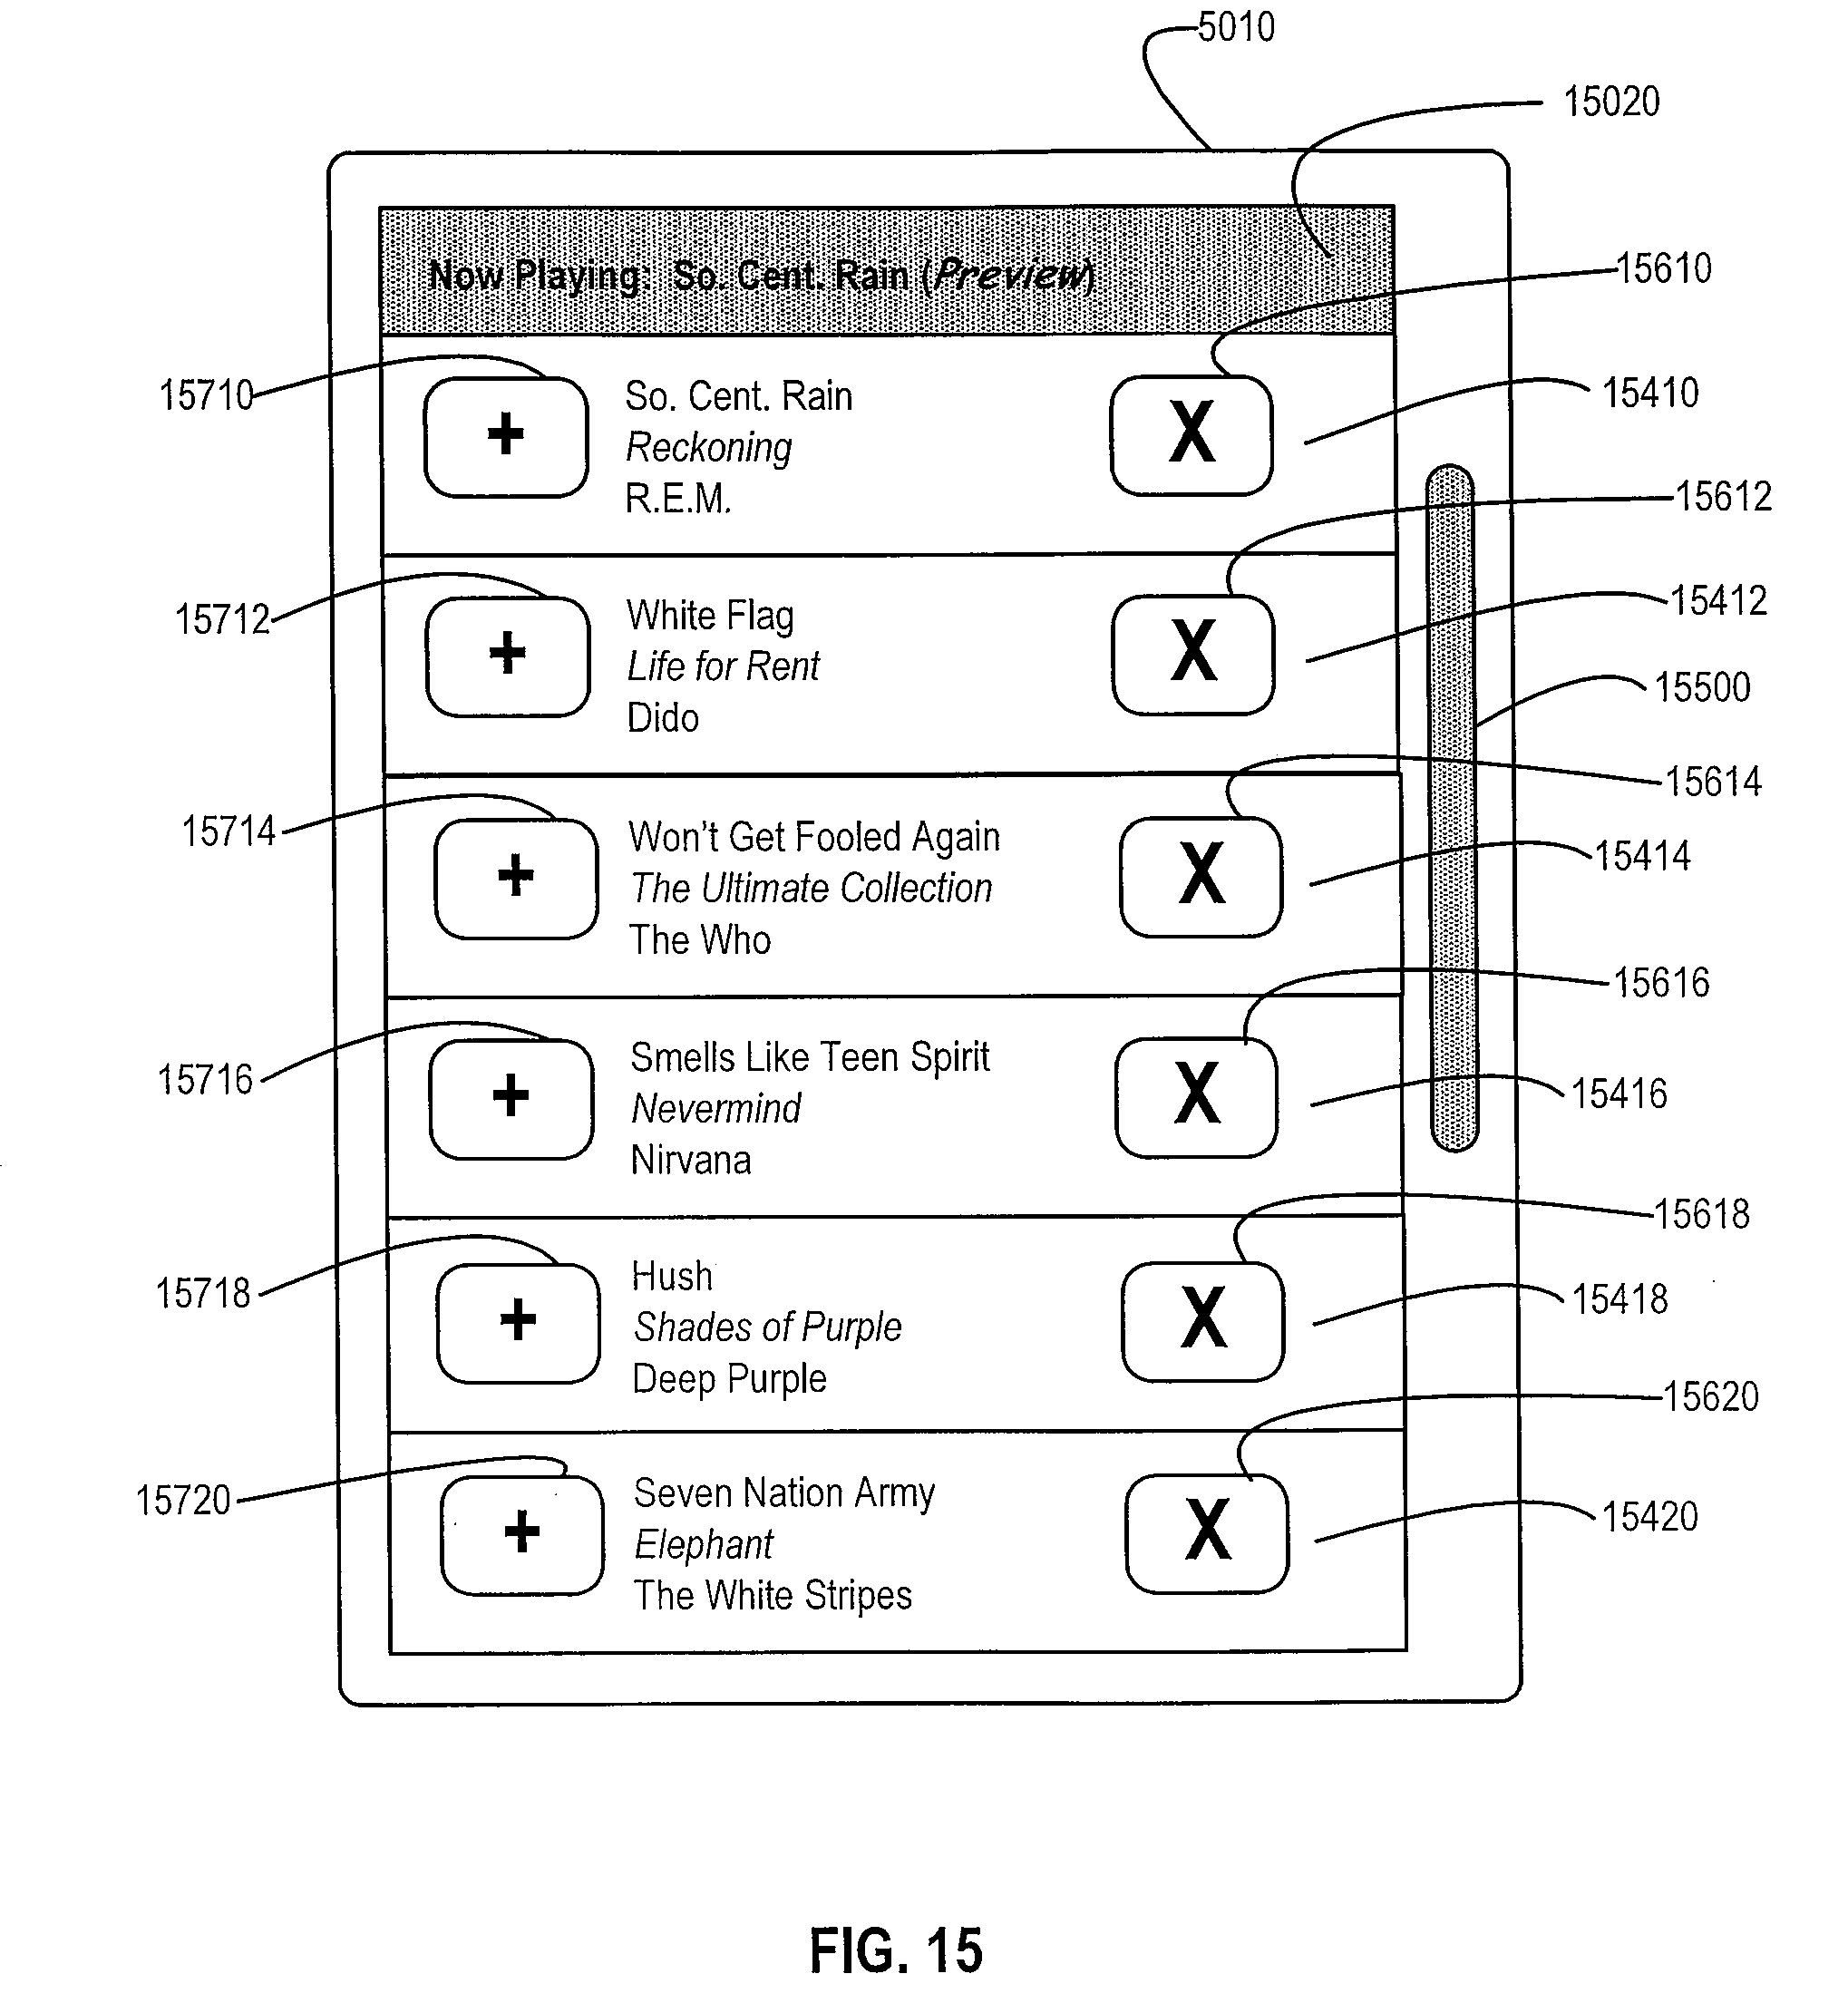 5010
15020
Now Playing: So. Cent. Rain (Preview)
15610
15710
+
So. Cent. Rain
Reckoning
R.E.M.
X
15410
15612
15712
+
White Flag
Life for Rent
Dido
X
15412
15500
15614
15714
+
Won't Get Fooled Again
The Ultimate Collection
The Who
X
15414
15616
15716
+
Smells Like Teen Spirit
Nevermind
Nirvana
X
15416
15618
15718
+
Hush
Shades of Purple
Deep Purple
X
15418
15620
15720
+
Seven Nation Army
Elephant
The White Stripes
X
15420
FIG. 15